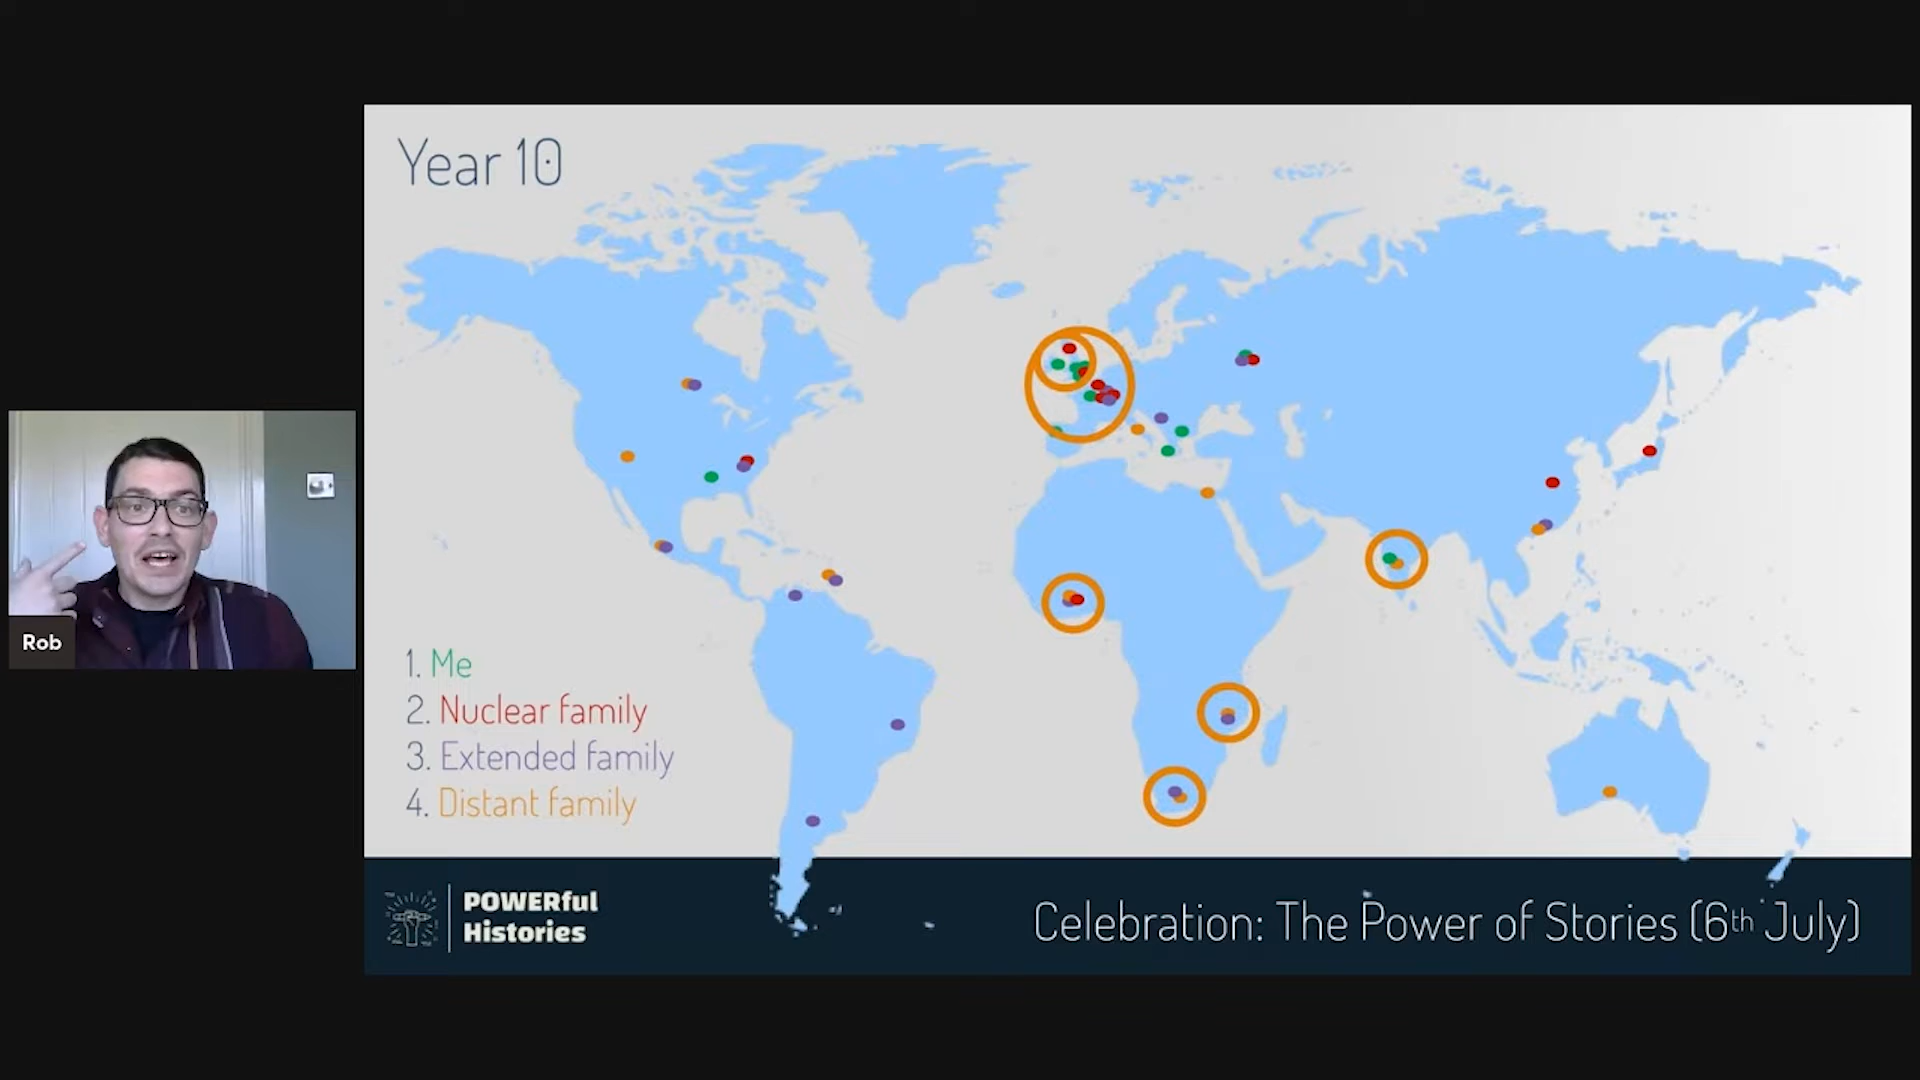 Year 10
Rob
1. Me
2. Nuclear family
3. Extended family
4. Distant family
POWERful
Histories
Celebration: The Power of Stories (6th July)